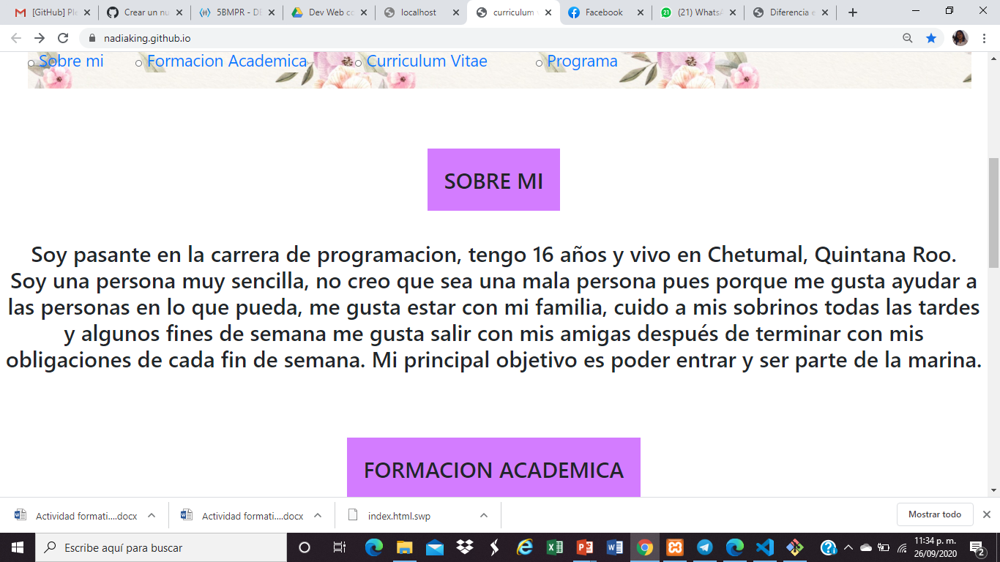 [GitHub] Ple
Crear un nu
5BMPR - DE
Dev Web co
localhost
curriculum
Facebook
(21) WhatsA
Diferencia e
nadiaking.github.io
Sobre mi
Formacion Academica
Curriculum Vitae
Programa
SOBRE MI
Soy pasante en la carrera de programacion, tengo 16 años y vivo en Chetumal, Quintana Roo.
Soy una persona muy sencilla, no creo que sea una mala persona pues porque me gusta ayudar a
las personas en lo que pueda, me gusta estar con mi familia, cuido a mis sobrinos todas las tardes
y algunos fines de semana me gusta salir con mis amigas después de terminar con mis
obligaciones de cada fin de semana. Mi principal objetivo es poder entrar y ser parte de la marina.
FORMACION ACADEMICA
Actividad formati....docx
Actividad formati....docx
index.html.swp
Mostrar todo
Escribe aquí para buscar
11:34 p. m.
26/09/2020
2